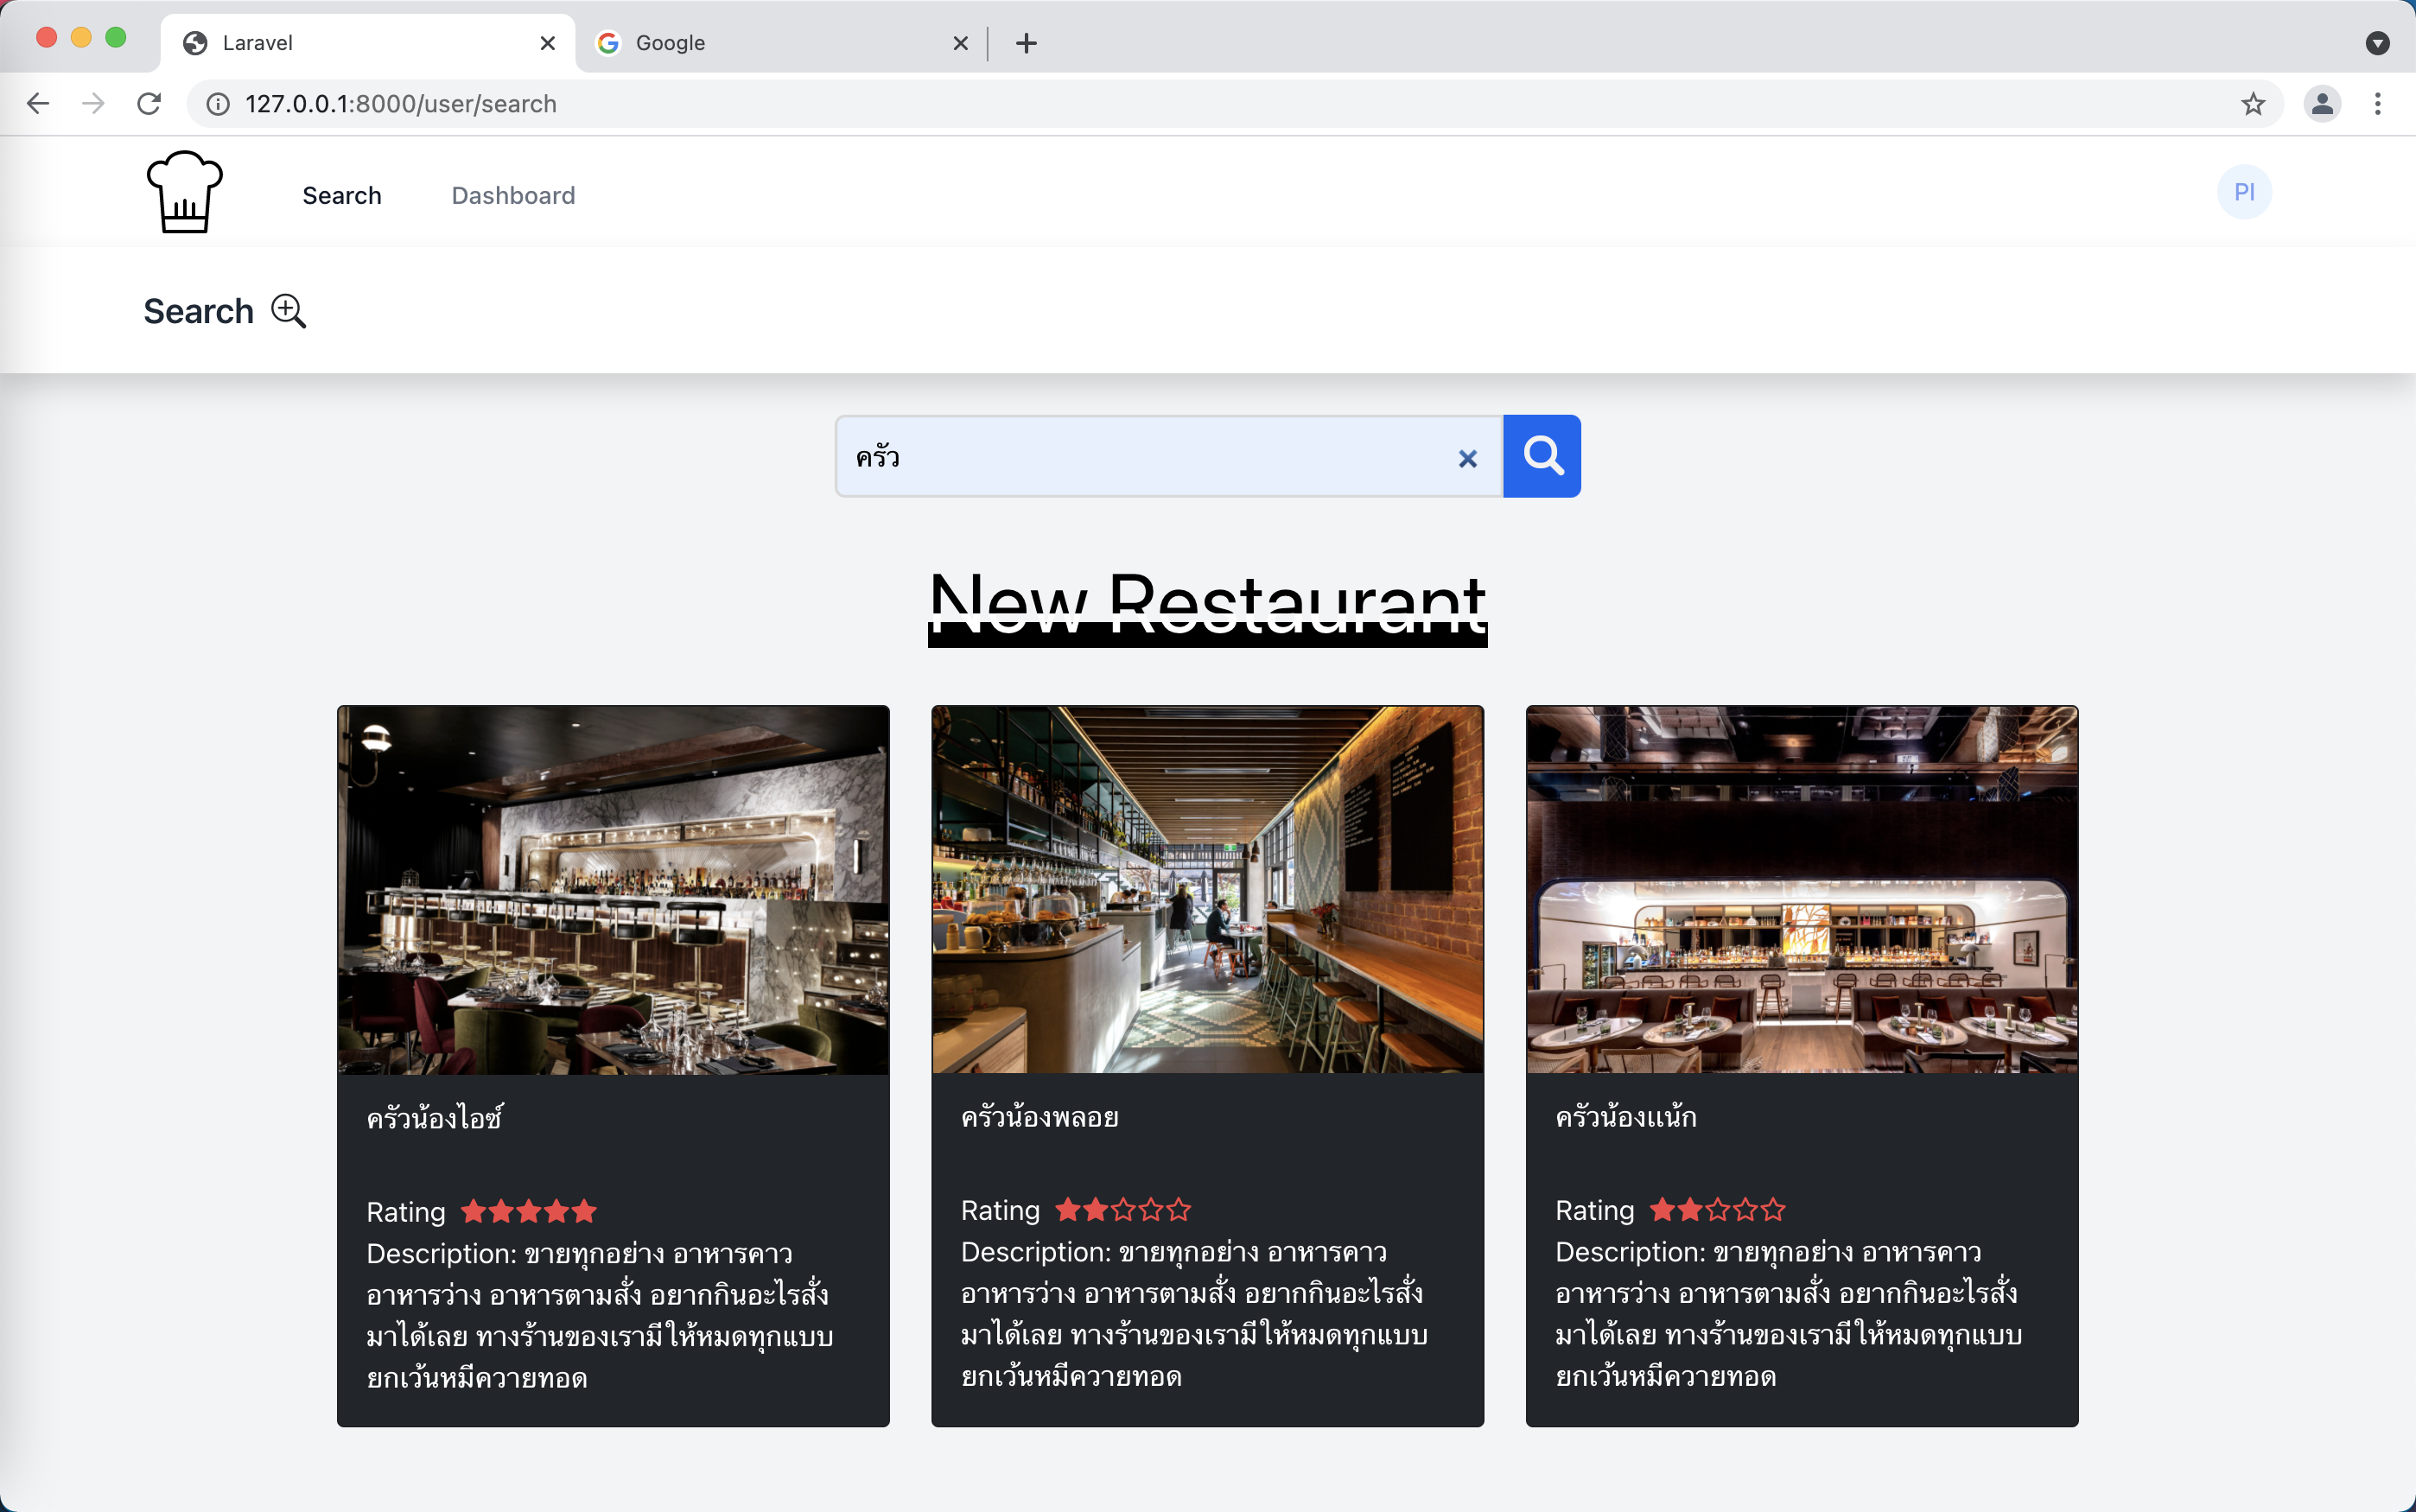 Laravel
Google
127.0.0.1:8000/user/search
Search
Dashboard
PI
Search
ครัว
New Restaurant
ครัวน้องไอซ์
Rating
Description: ขายทุกอย่าง อาหารคาว
อาหารว่าง อาหารตามสั่ง อยากกินอะไรสั่ง
มาได้เลย ทางร้านของเรามีให้หมดทุกแบบ
ยกเว้นหมีควายทอด
ครัวน้องพลอย
Rating
Description: ขายทุกอย่าง อาหารคาว
อาหารว่าง อาหารตามสั่ง อยากกินอะไรสั่ง
มาได้เลย ทางร้านของเรามีให้หมดทุกแบบ
ยกเว้นหมีควายทอด
ครัวน้องแน้ก
Rating
Description: ขายทุกอย่าง อาหารคาว
อาหารว่าง อาหารตามสั่ง อยากกินอะไรสั่ง
มาได้เลย ทางร้านของเรามีให้หมดทุกแบบ
ยกเว้นหมีควายทอด